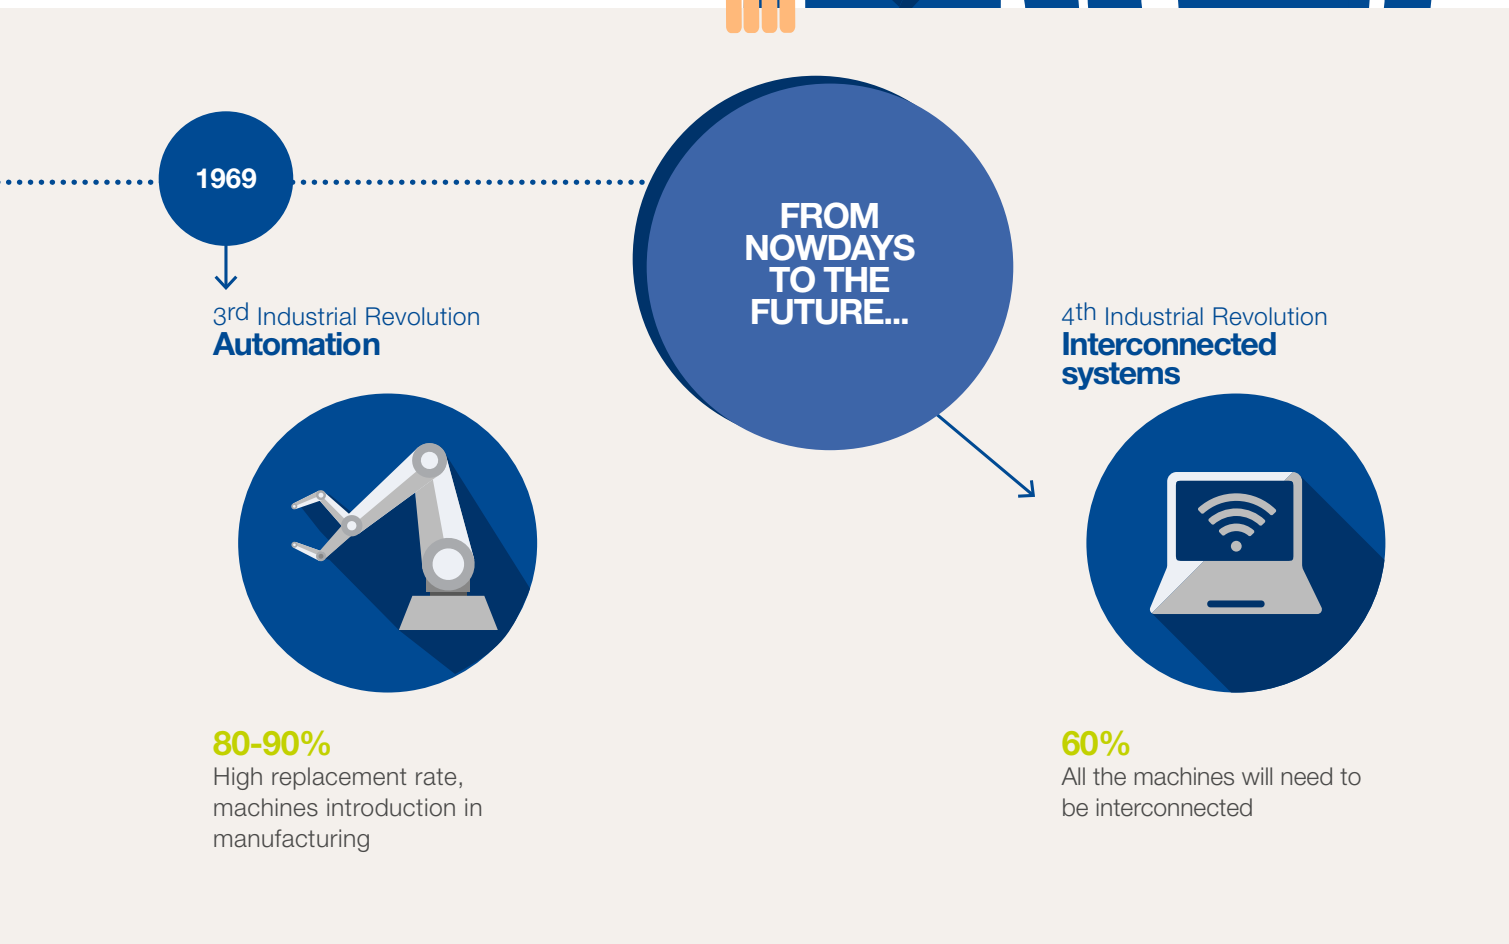 1969
3rd Industrial Revolution
Automation
80-90%
High replacement rate,
machines introduction in
manufacturing
FROM
NOWDAYS
TO THE
FUTURE...
4th Industrial Revolution
Interconnected
systems
60%
All the machines will need to
be interconnected